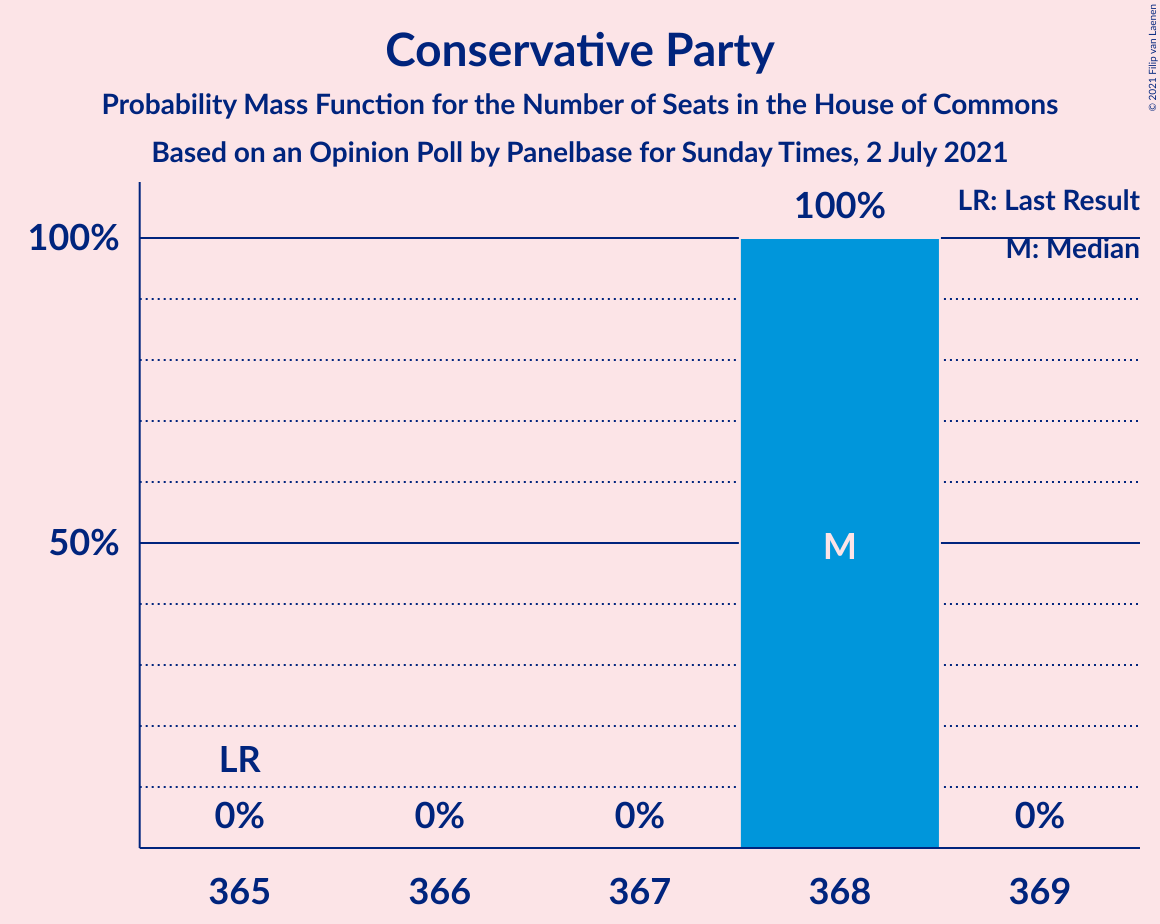 Conservative Party
Probability Mass Function for the Number of Seats in the House of Commons
Based on an Opinion Poll by Panelbase for Sunday Times, 2 July 2021
© 2021 Filip van Laenen
LR: Last Result
M: Median
100%
100%
50%
M
LR
0%
0%
0%
0%
365
366
367
368
369